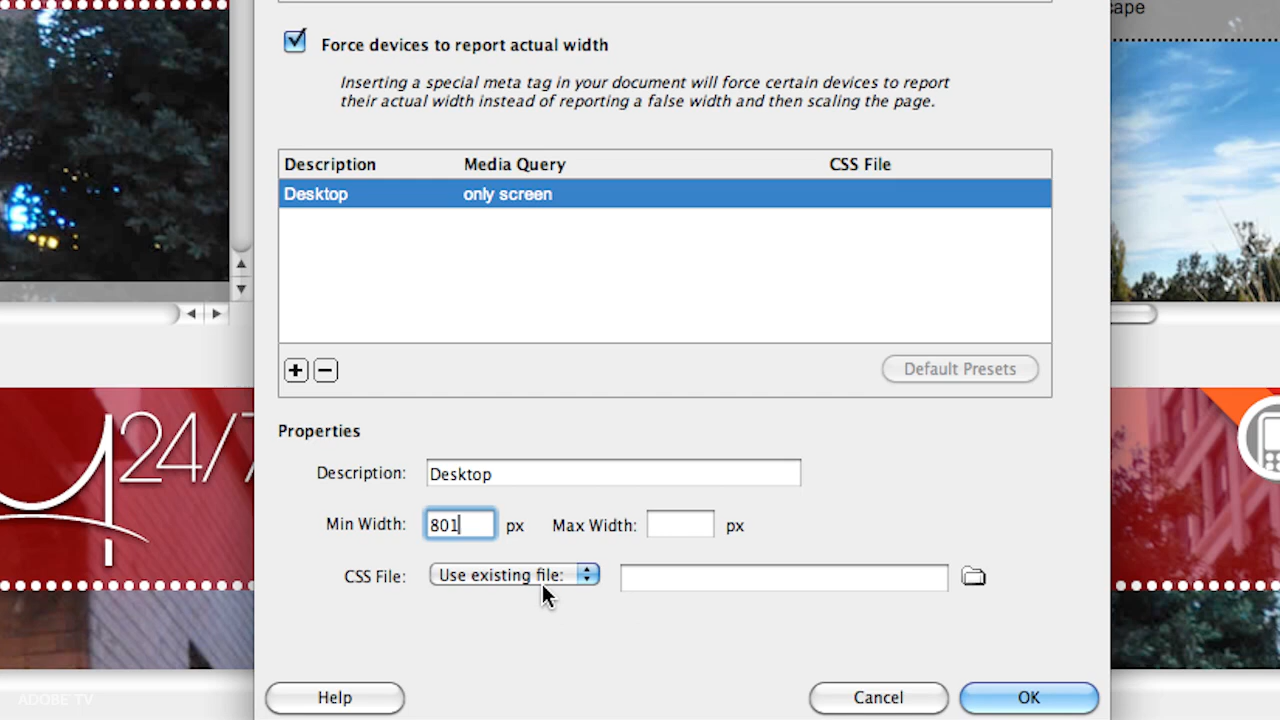 cape
Force devices to report actual width
Inserting a special meta tag in your document will force certain devices to report
their actual width instead of reporting a false width and then scaling the page.
Description Media Query CSS File
Desktop only screen
Default Presets
24/7
Properties
Description: Desktop
Min Width: 801 px Max Width: px
CSS File: Use existing file:
Help Cancel OK
ADOBE TV